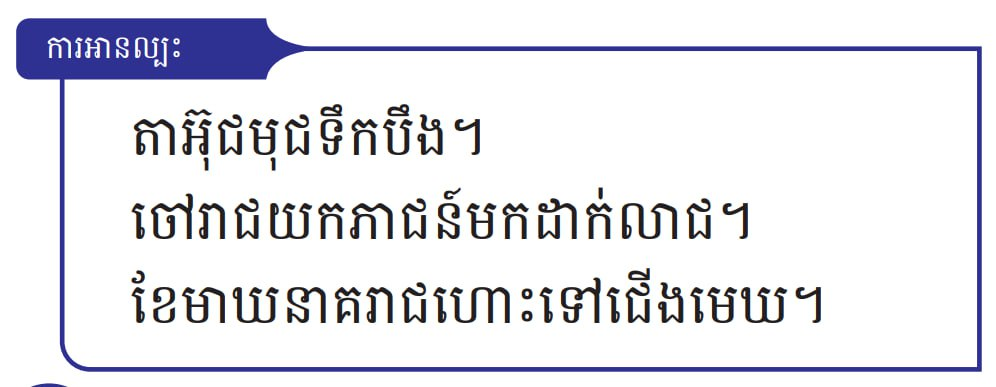 ការអានល្បះ
តាអ៊ុជមុជទឹកបឹង។
ចៅរាជយកភាជន៍មកដាក់លាជ។
ខែមាឃនាគរាជហោះទៅជើងមេឃ។